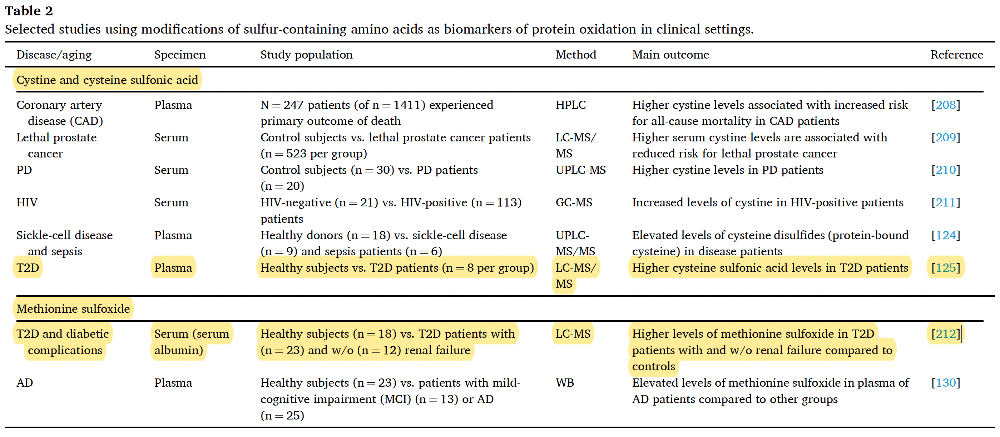 Table 2
Selected studies using modifications of sulfur-containing amino acids as biomarkers of protein oxidation in clinical settings.
Disease/aging Specimen Study population Method Main outcome Reference
Cystine and cysteine sulfonic acid
Coronary artery Plasma N = 247 patients (of n = 1411) experienced HPLC Higher cystine levels associated with increased risk [208]
disease (CAD) primary outcome of death for all-cause mortality in CAD patients
Lethal prostate Serum Control subjects vs. lethal prostate cancer patients LC-MS/ Higher serum cystine levels are associated with [209]
cancer (n = 523 per group) MS reduced risk for lethal prostate cancer
PD Serum Control subjects (n = 30) vs. PD patients UPLC-MS Higher cystine levels in PD patients [210]
(n = 20)
HIV Serum HIV-negative (n = 21) vs. HIV-positive (n = 113) GC-MS Increased levels of cystine in HIV-positive patients [211]
patients
Sickle-cell disease Plasma Healthy donors (n = 18) vs. sickle-cell disease UPLC- Elevated levels of cysteine disulfides (protein-bound [124]
and sepsis (n = 9) and sepsis patients (n = 6) MS/MS cysteine) in disease patients
T2D Plasma Healthy subjects vs. T2D patients (n = 8 per group) LC-MS/ Higher cysteine sulfonic acid levels in T2D patients [125]
MS
Methionine sulfoxide
T2D and diabetic Serum (serum Healthy subjects (n = 18) vs. T2D patients with LC-MS Higher levels of methionine sulfoxide in T2D [212]
complications albumin) (n = 23) and w/o (n = 12) renal failure patients with and w/o renal failure compared to
controls
AD Plasma Healthy subjects (n = 23) vs. patients with mild- WB Elevated levels of methionine sulfoxide in plasma of [130]
cognitive impairment (MCI) (n = 13) or AD AD patients compared to other groups
(n = 25)